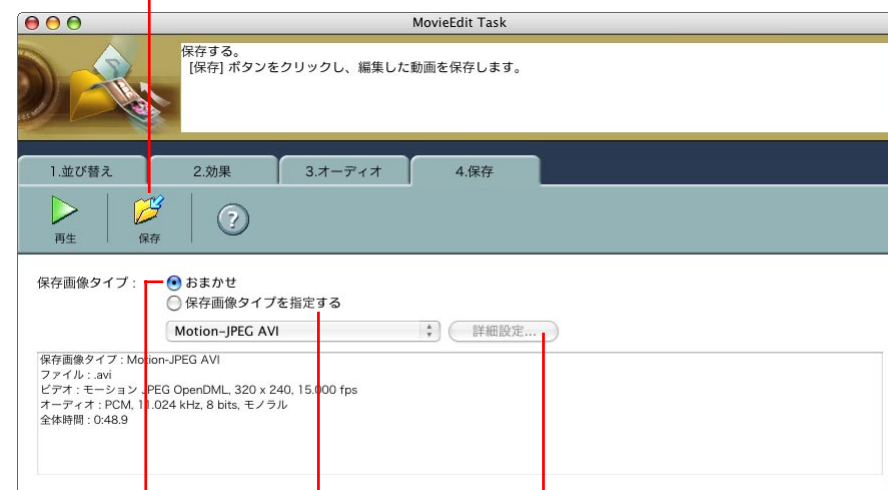 MovieEdit Task
保存する。
[保存] ボタンをクリックし、編集した動画を保存します。
1.並び替え 2.効果 3.オーディオ 4.保存
再生 保存 ?
保存画像タイプ : おまかせ
保存画像タイプを指定する
Motion-JPEG AVI 詳細設定...
保存画像タイプ : Motion-JPEG AVI
ファイル : .avi
ビデオ : モーション JPEG OpenDML, 320 x 240, 15.000 fps
オーディオ : PCM, 11.024 kHz, 8 bits, モノラル
全体時間 : 0:48.9